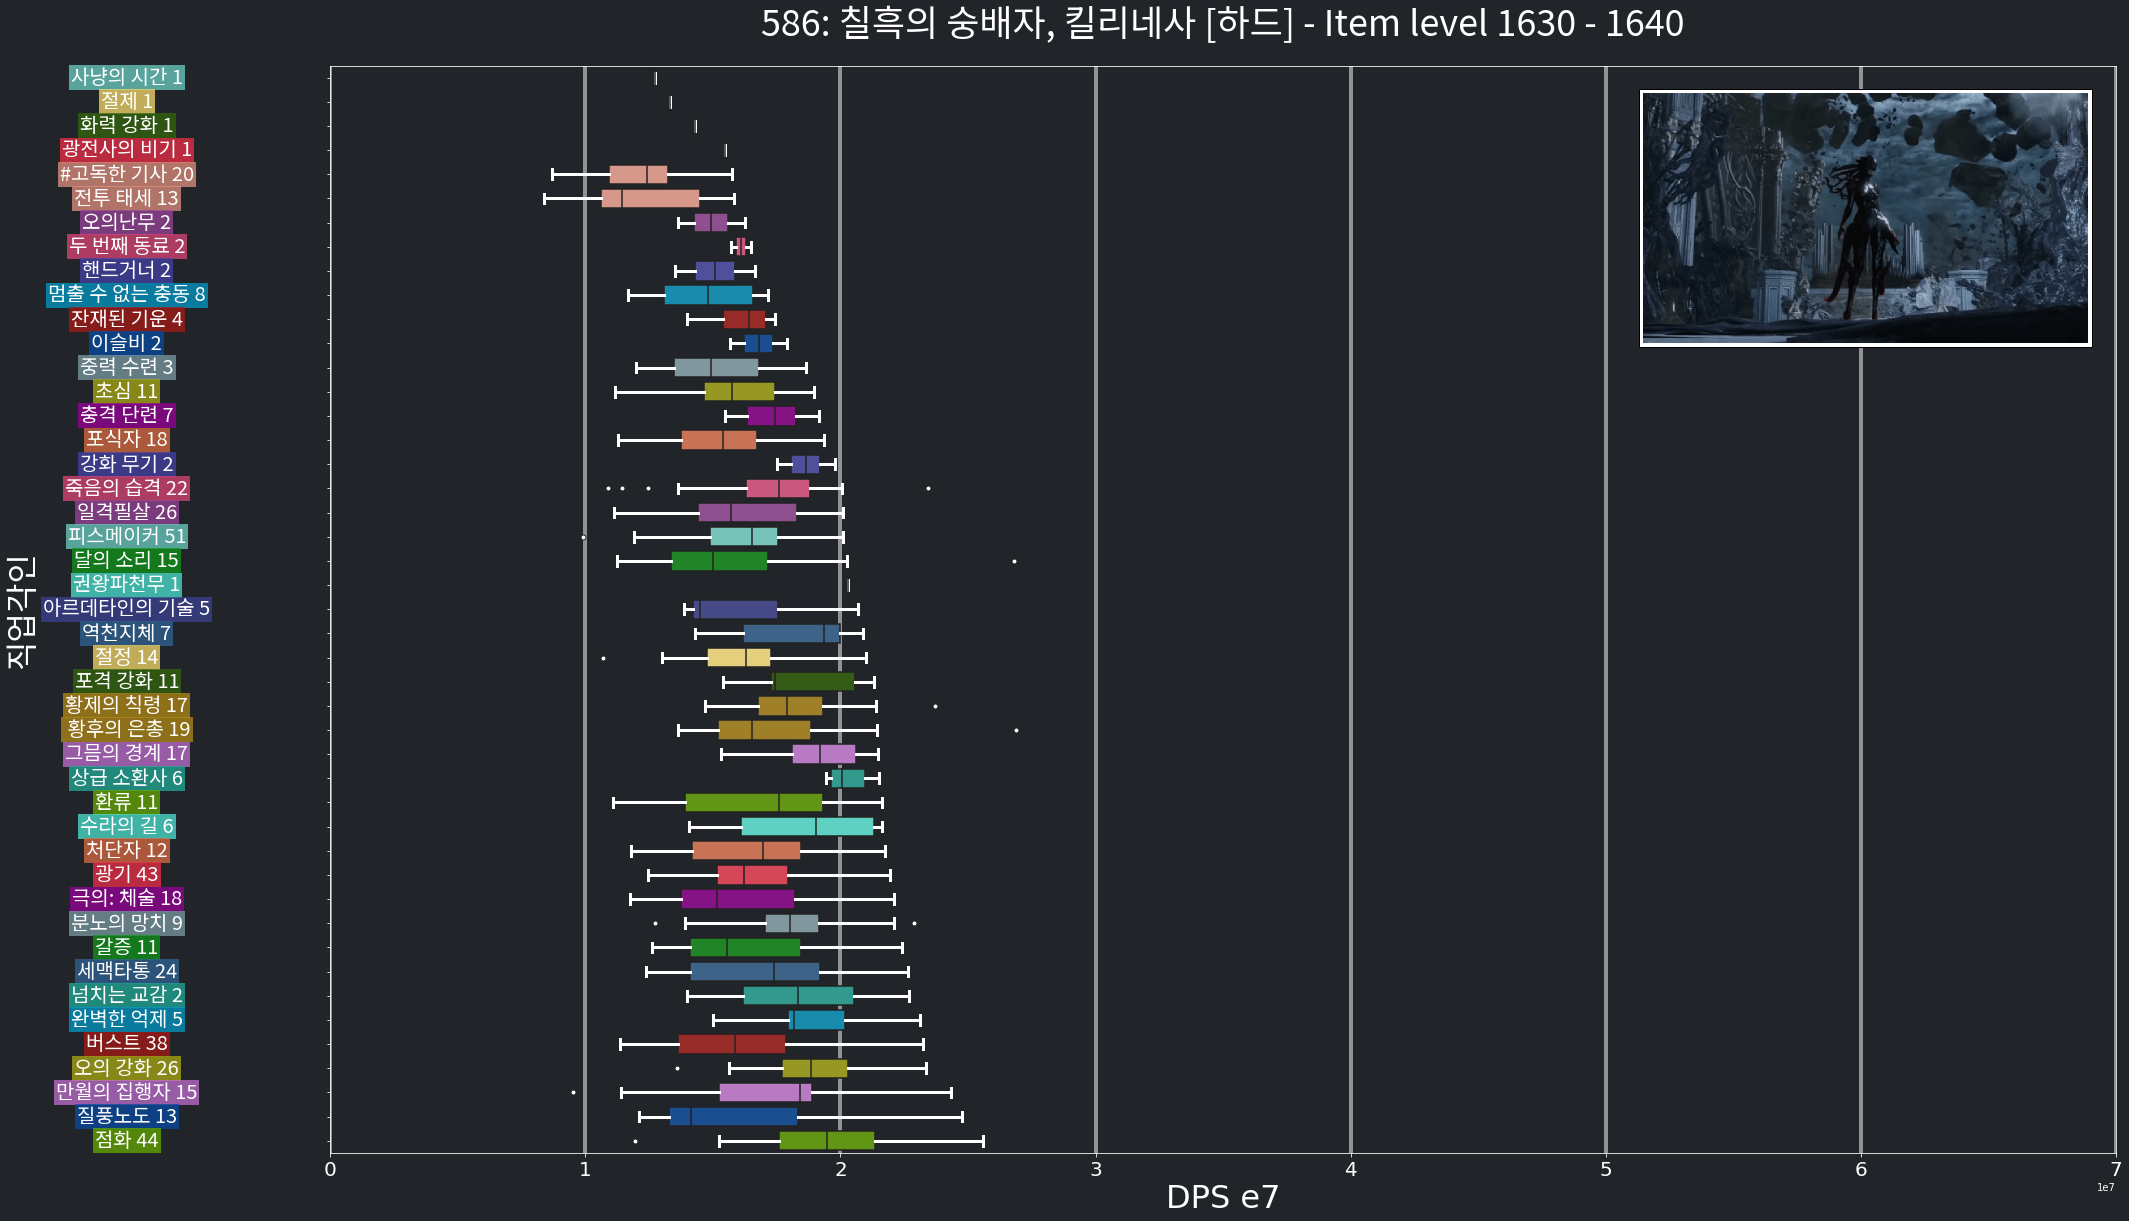 586: 칠흑의 숭배자, 킬리네사 [하드] - Item level 1630 - 1640
사냥의 시간 1
절제 1
화력 강화 1
광전사의 비기 1
#고독한 기사 20
전투 태세 13
오의난무 2
두 번째 동료 2
핸드거너 2
멈출 수 없는 충동 8
잔재된 기운 4
이슬비 2
중력 수련 3
초심 11
충격 단련 7
포식자 18
강화 무기 2
죽음의 습격 22
일격필살 26
피스메이커 51
달의 소리 15
권왕파천무 1
아르데타인의 기술 5
역천지체 7
절정 14
포격 강화 11
황제의 칙령 17
황후의 은총 19
그믐의 경계 17
상급 소환사 6
환류 11
수라의 길 6
처단자 12
광기 43
극의: 체술 18
분노의 망치 9
갈증 11
세맥타통 24
넘치는 교감 2
완벽한 억제 5
버스트 38
오의 강화 26
만월의 집행자 15
질풍노도 13
점화 44
직업각인
0 1 2 3 4 5 6 7
1e7
DPS e7